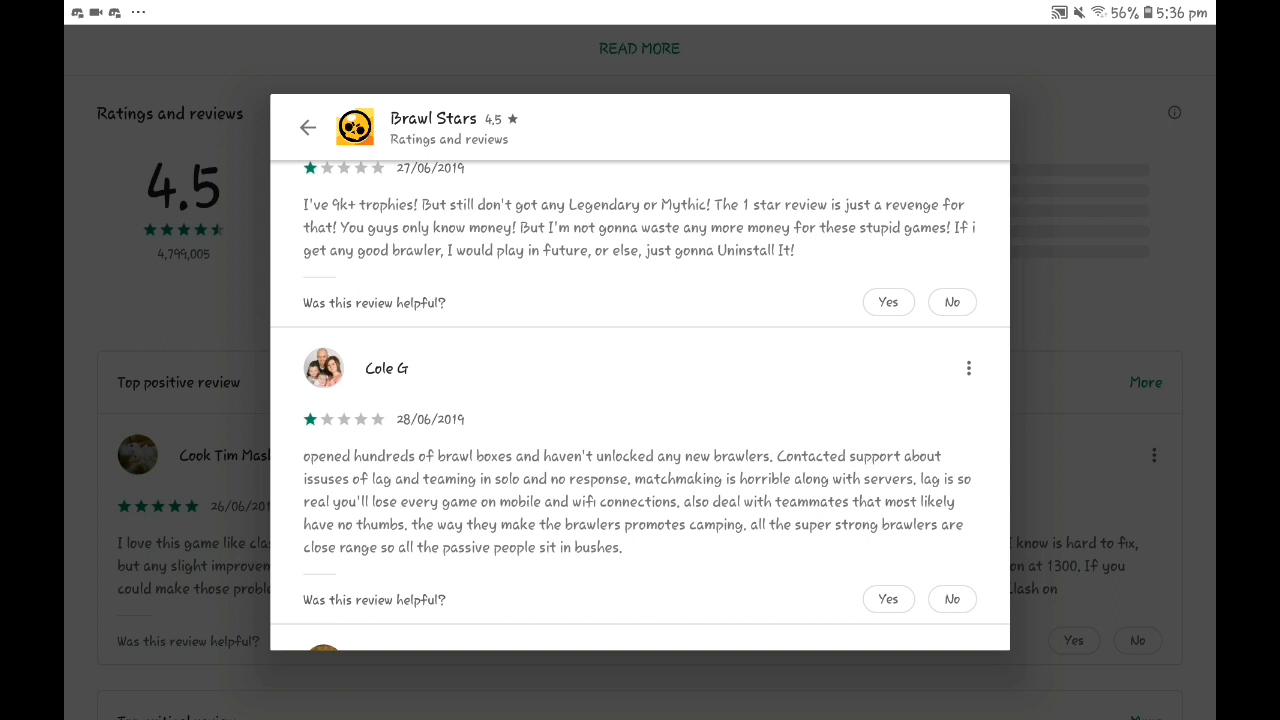 56% 5:36 pm
READ MORE
Ratings and reviews
4.5
4,799,005
Brawl Stars 4.5 ★
Ratings and reviews
27/06/2019
I've 9k+ trophies! But still don't got any Legendary or Mythic! The 1 star review is just a revenge for
that! You guys only know money! But I'm not gonna waste any more money for these stupid games! If i
get any good brawler, I would play in future, or else, just gonna Uninstall It!
Was this review helpful?
Yes No
Cole G
28/06/2019
opened hundreds of brawl boxes and haven't unlocked any new brawlers. Contacted support about
issuses of lag and teaming in solo and no response. matchmaking is horrible along with servers. lag is so
real you'll lose every game on mobile and wifi connections. also deal with teammates that most likely
have no thumbs. the way they make the brawlers promotes camping. all the super strong brawlers are
close range so all the passive people sit in bushes.
Was this review helpful?
Yes No
Top positive review More
Cook Tim Mas
26/06/201
I love this game like clas know is hard to fix,
but any slight improvem on at 1300. If you
could make those proble lash on
Was this review helpful? Yes No